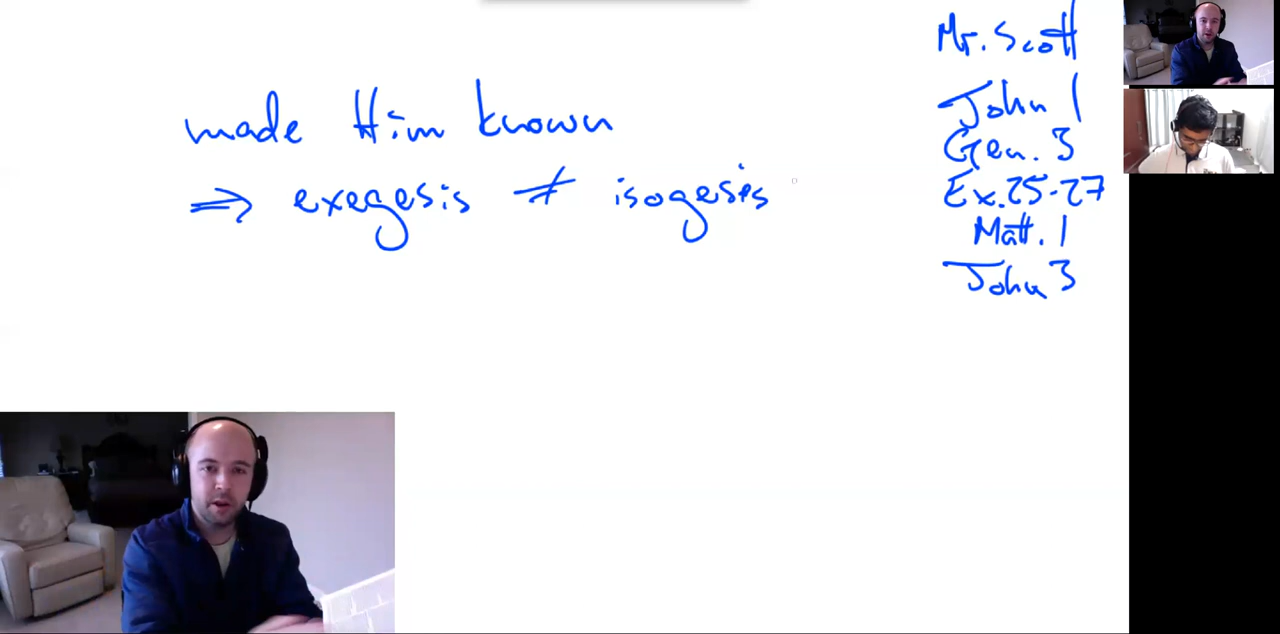 made Him known
⇒ exegesis ≠ isogesis
Mr. Scott
John 1
Gen. 3
Ex. 25-27
Matt. 1
John 3